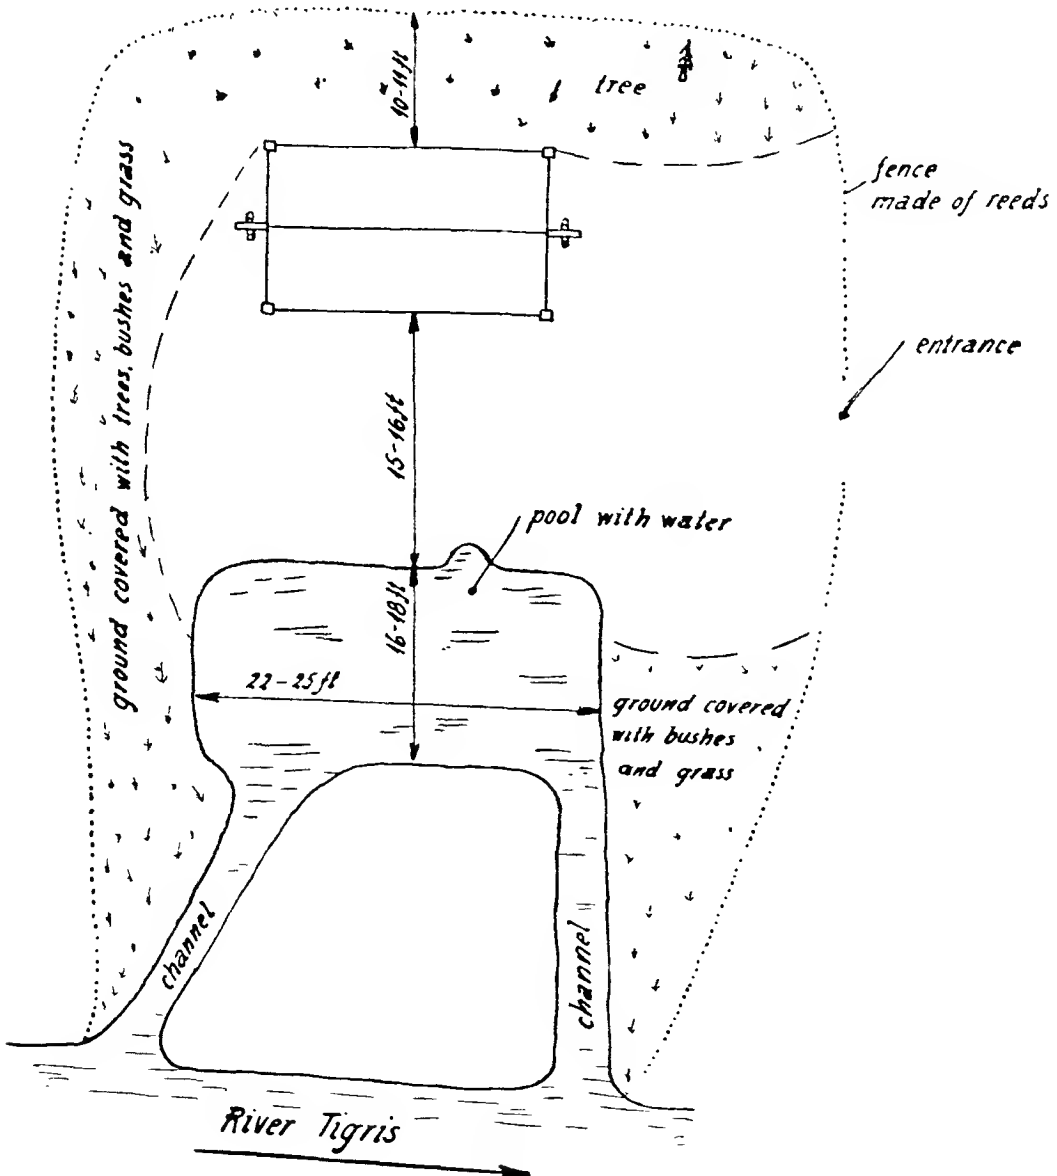 10-11ft
tree
fence
made of reeds
ground covered with trees, bushes and grass
entrance
15-16ft
pool with water
16-18ft
22-25ft
ground covered
with bushes
and grass
channel
channel
River Tigris